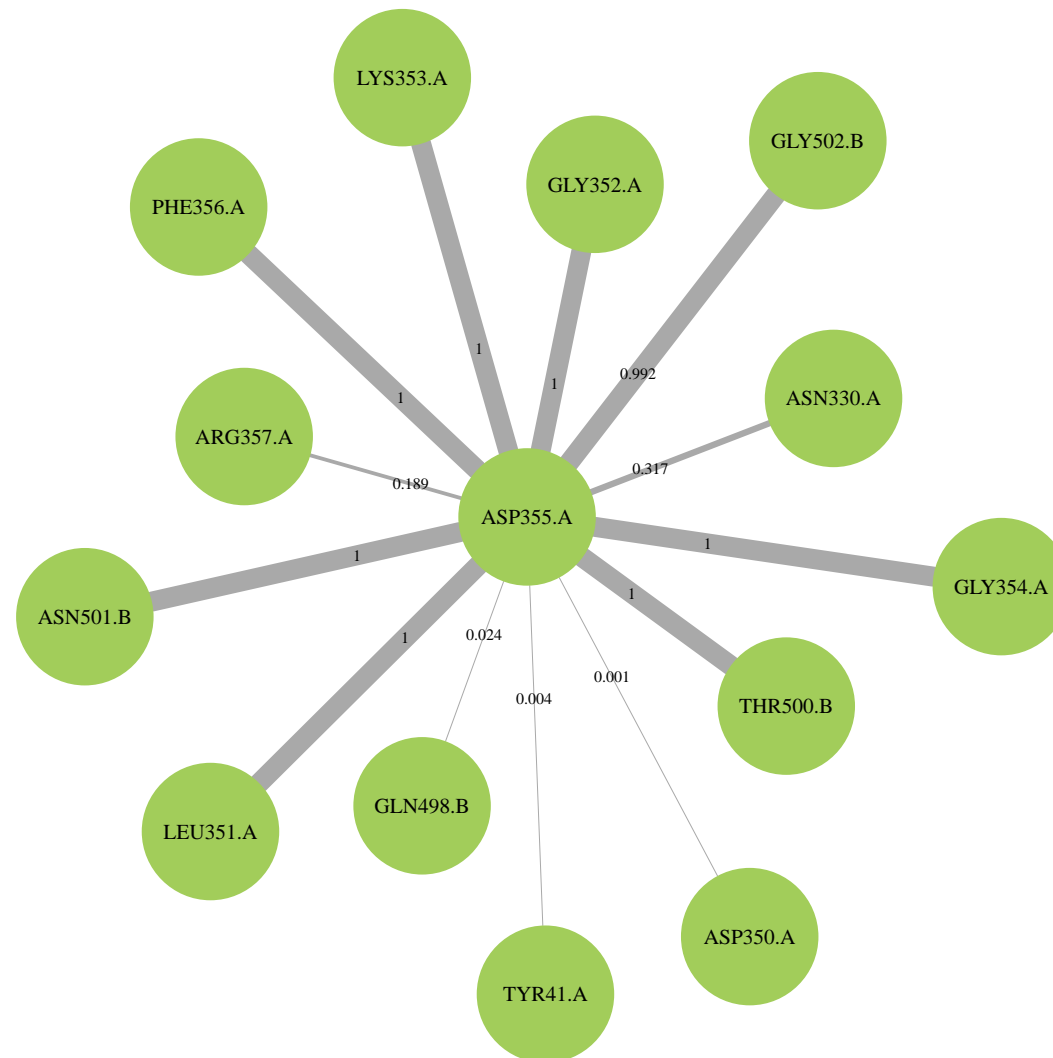 LYS353.A
GLY502.B
GLY352.A
PHE356.A
1
1
0.992
ASN330.A
1
ARG357.A
0.317
0.189
ASP355.A
1
1
GLY354.A
1
ASN501.B
1
0.024
0.001
0.004
THR500.B
GLN498.B
LEU351.A
ASP350.A
TYR41.A